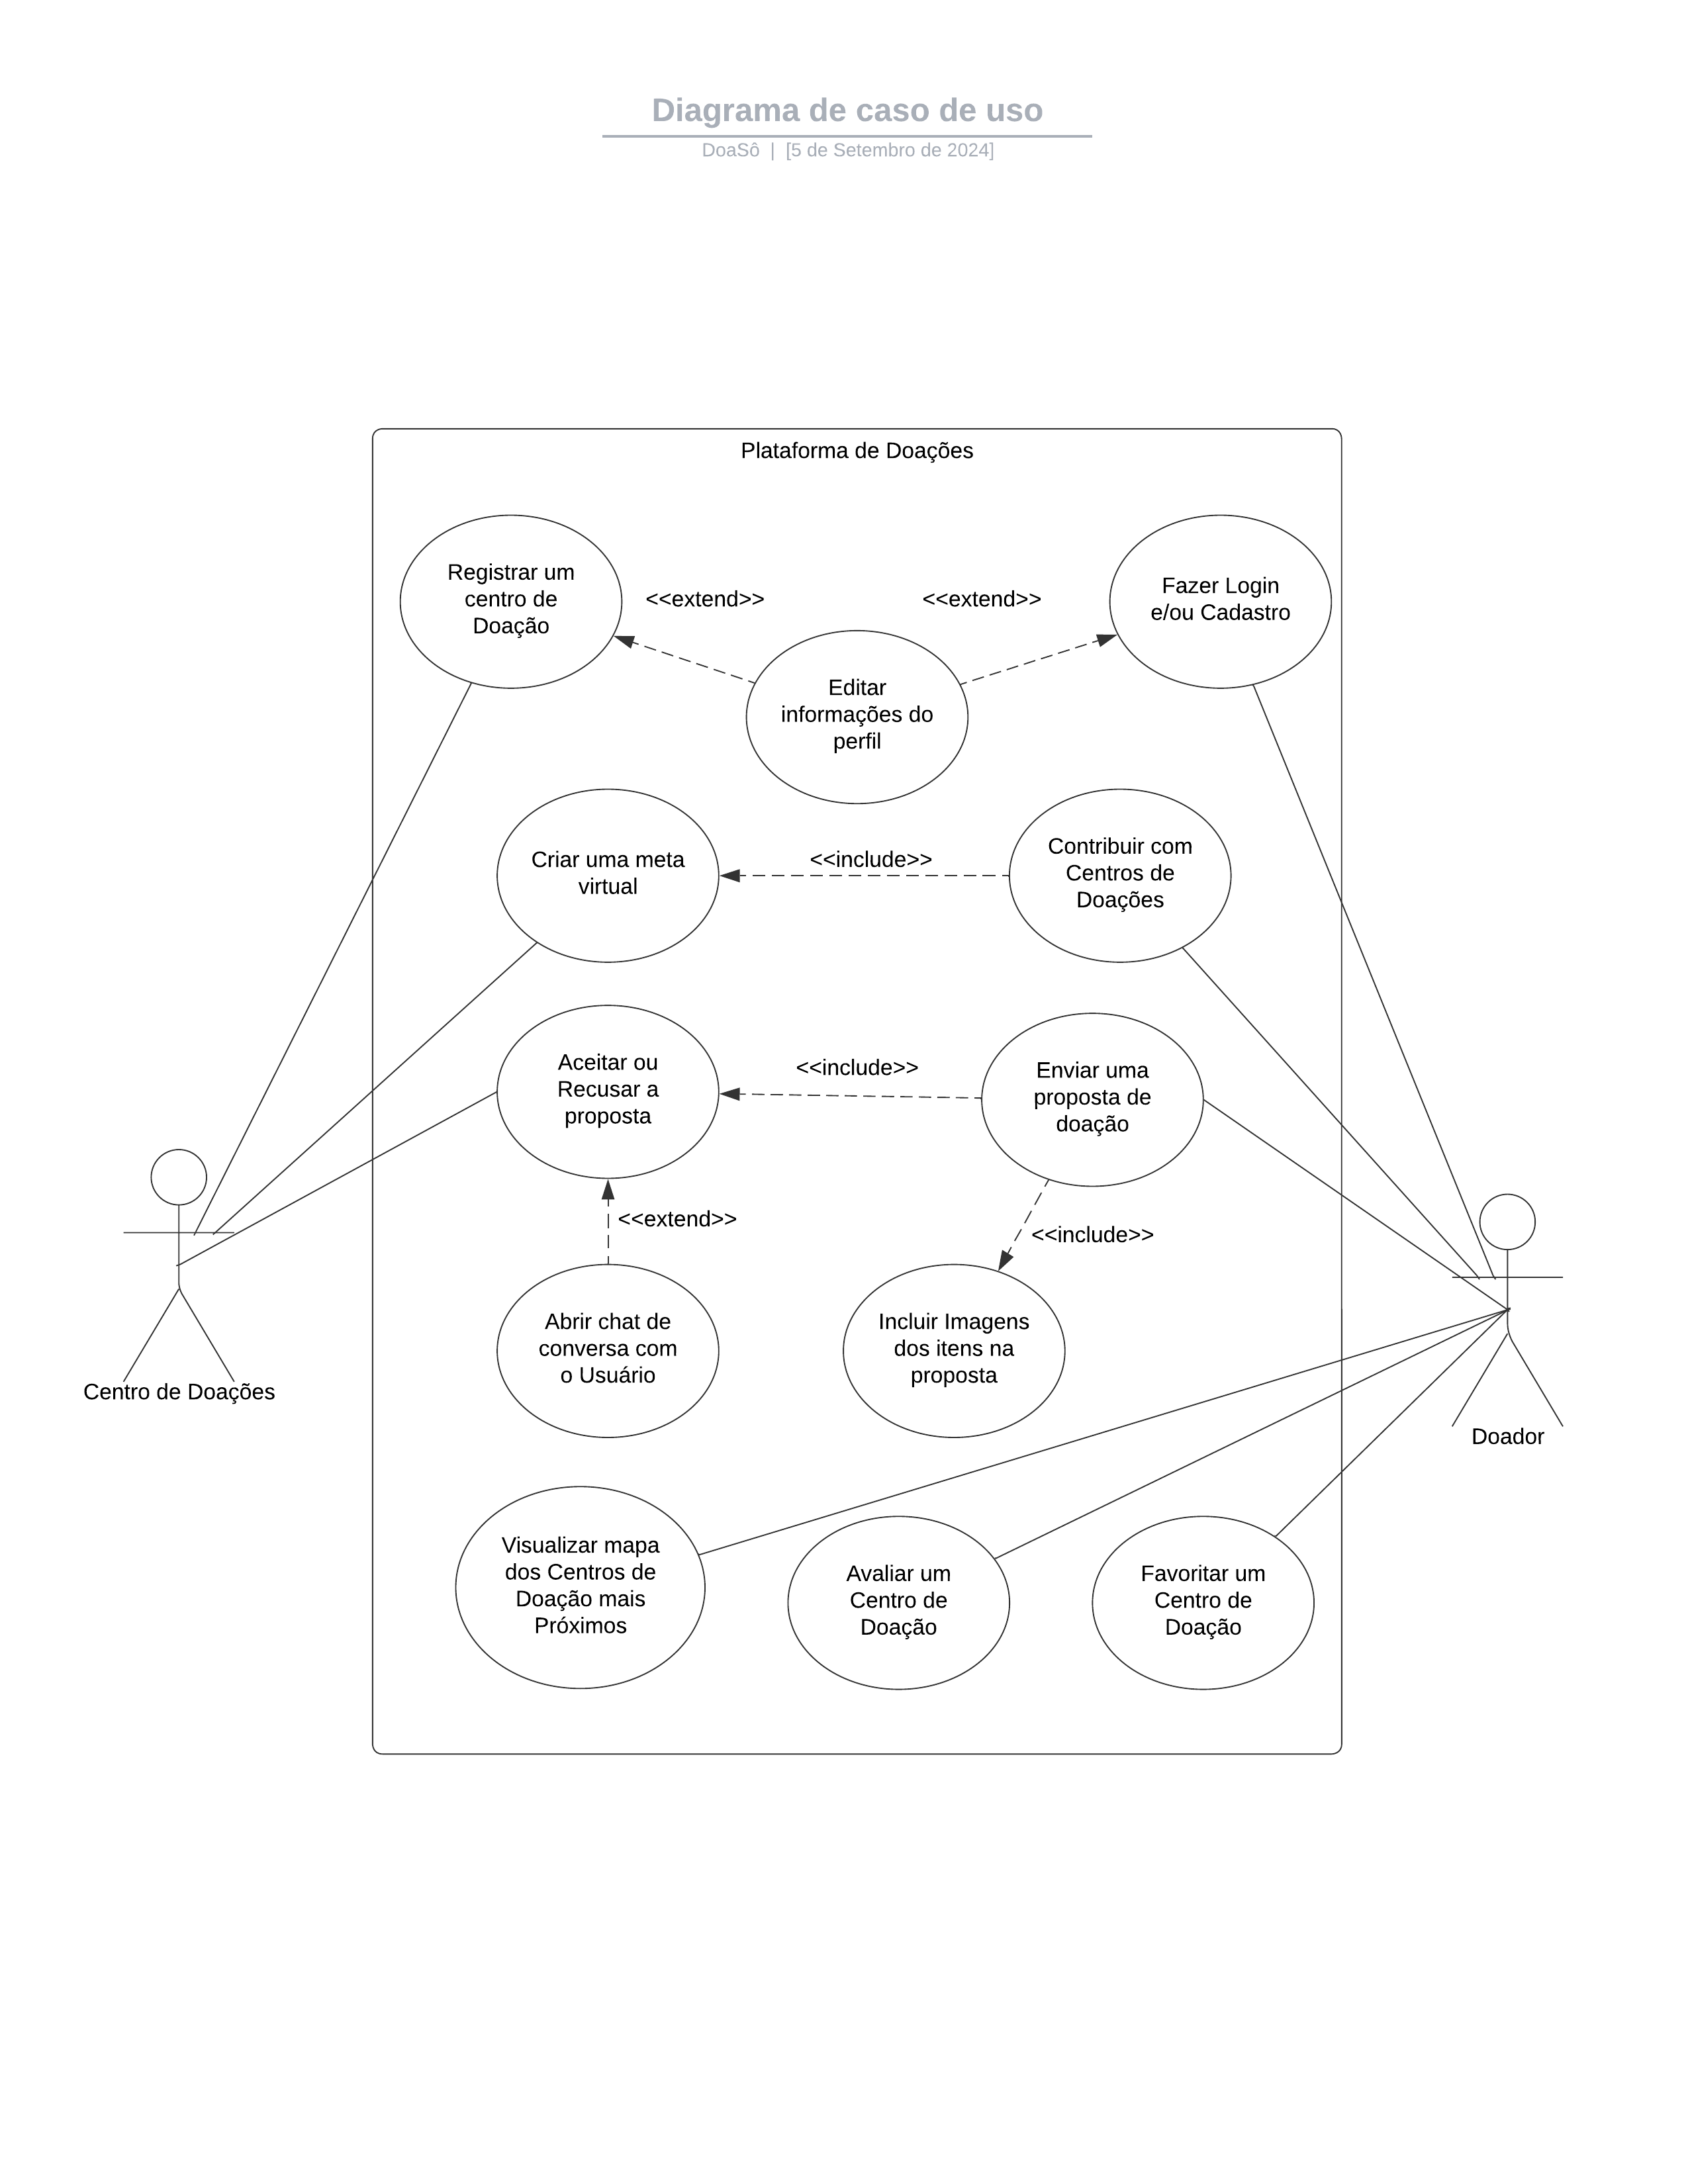 Diagrama de caso de uso
DoaSô | [5 de Setembro de 2024]
Plataforma de Doações
Registrar um
centro de
Doação
<<extend>>
<<extend>>
Fazer Login
e/ou Cadastro
Editar
informações do
perfil
Criar uma meta
virtual
<<include>>
Contribuir com
Centros de
Doações
Aceitar ou
Recusar a
proposta
<<include>>
Enviar uma
proposta de
doação
<<extend>>
<<include>>
Abrir chat de
conversa com
o Usuário
Incluir Imagens
dos itens na
proposta
Centro de Doações
Doador
Visualizar mapa
dos Centros de
Doação mais
Próximos
Avaliar um
Centro de
Doação
Favoritar um
Centro de
Doação